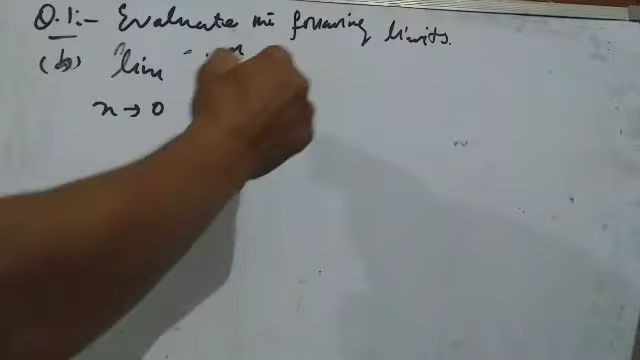 Q.1:- Evaluate the following limits.
(b) lim
x → 0